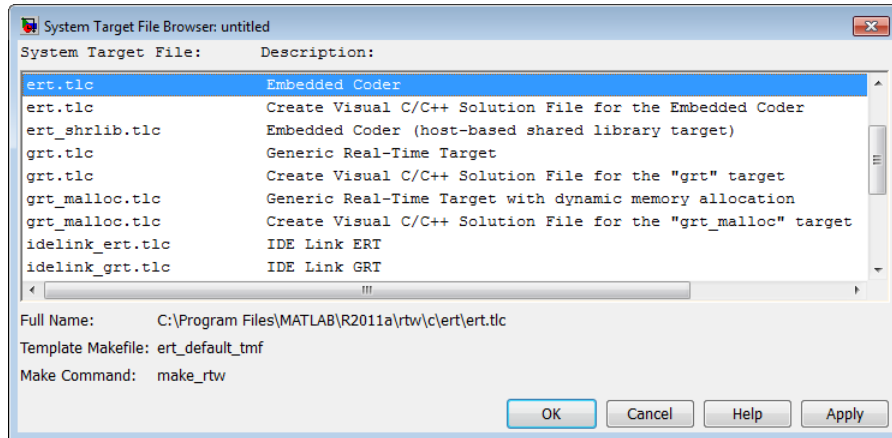 System Target File Browser: untitled
System Target File: Description:
ert.tlc Embedded Coder
ert.tlc Create Visual C/C++ Solution File for the Embedded Coder
ert_shrlib.tlc Embedded Coder (host-based shared library target)
grt.tlc Generic Real-Time Target
grt.tlc Create Visual C/C++ Solution File for the "grt" target
grt_malloc.tlc Generic Real-Time Target with dynamic memory allocation
grt_malloc.tlc Create Visual C/C++ Solution File for the "grt_malloc" target
idelink_ert.tlc IDE Link ERT
idelink_grt.tlc IDE Link GRT
Full Name: C:\Program Files\MATLAB\R2011a\rtw\c\ert\ert.tlc
Template Makefile: ert_default_tmf
Make Command: make_rtw
OK Cancel Help Apply